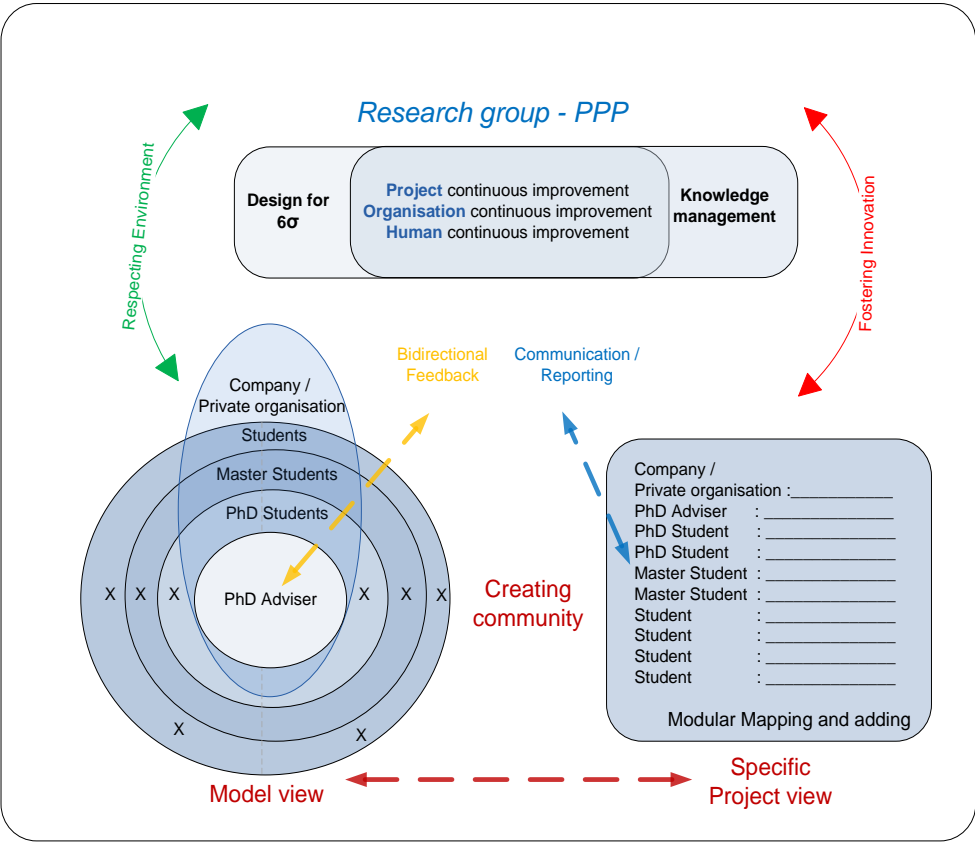 Research group - PPP
Respecting Environment
Fostering Innovation
Design for
6σ
Project continuous improvement
Organisation continuous improvement
Human continuous improvement
Knowledge
management
Bidirectional
Feedback
Communication /
Reporting
Company /
Private organisation
Students
Master Students
PhD Students
PhD Adviser
X X X X X X
X X
Creating
community
Company /
Private organisation :___________
PhD Adviser : ______________
PhD Student : ______________
PhD Student : ______________
Master Student : ______________
Master Student : ______________
Student : ______________
Student : ______________
Student : ______________
Student : ______________
Modular Mapping and adding
Model view
Specific
Project view